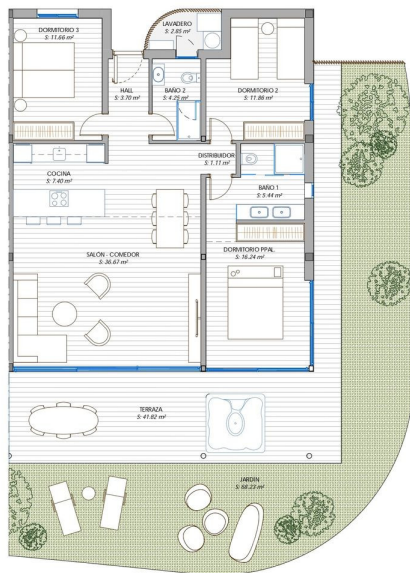 LAVADERO
S: 2.85 m²
DORMITORIO 3
S: 11.66 m²
HALL
S: 3.70 m²
BAÑO 2
S: 4.25 m²
DORMITORIO 2
S: 11.86 m²
DISTRIBUIDOR
S: 1.11 m²
COCINA
S: 7.40 m²
BAÑO 1
S: 5.44 m²
DORMITORIO PPAL.
S: 16.24 m²
SALÓN - COMEDOR
S: 36.67 m²
TERRAZA
S: 41.82 m²
JARDÍN
S: 68.23 m²